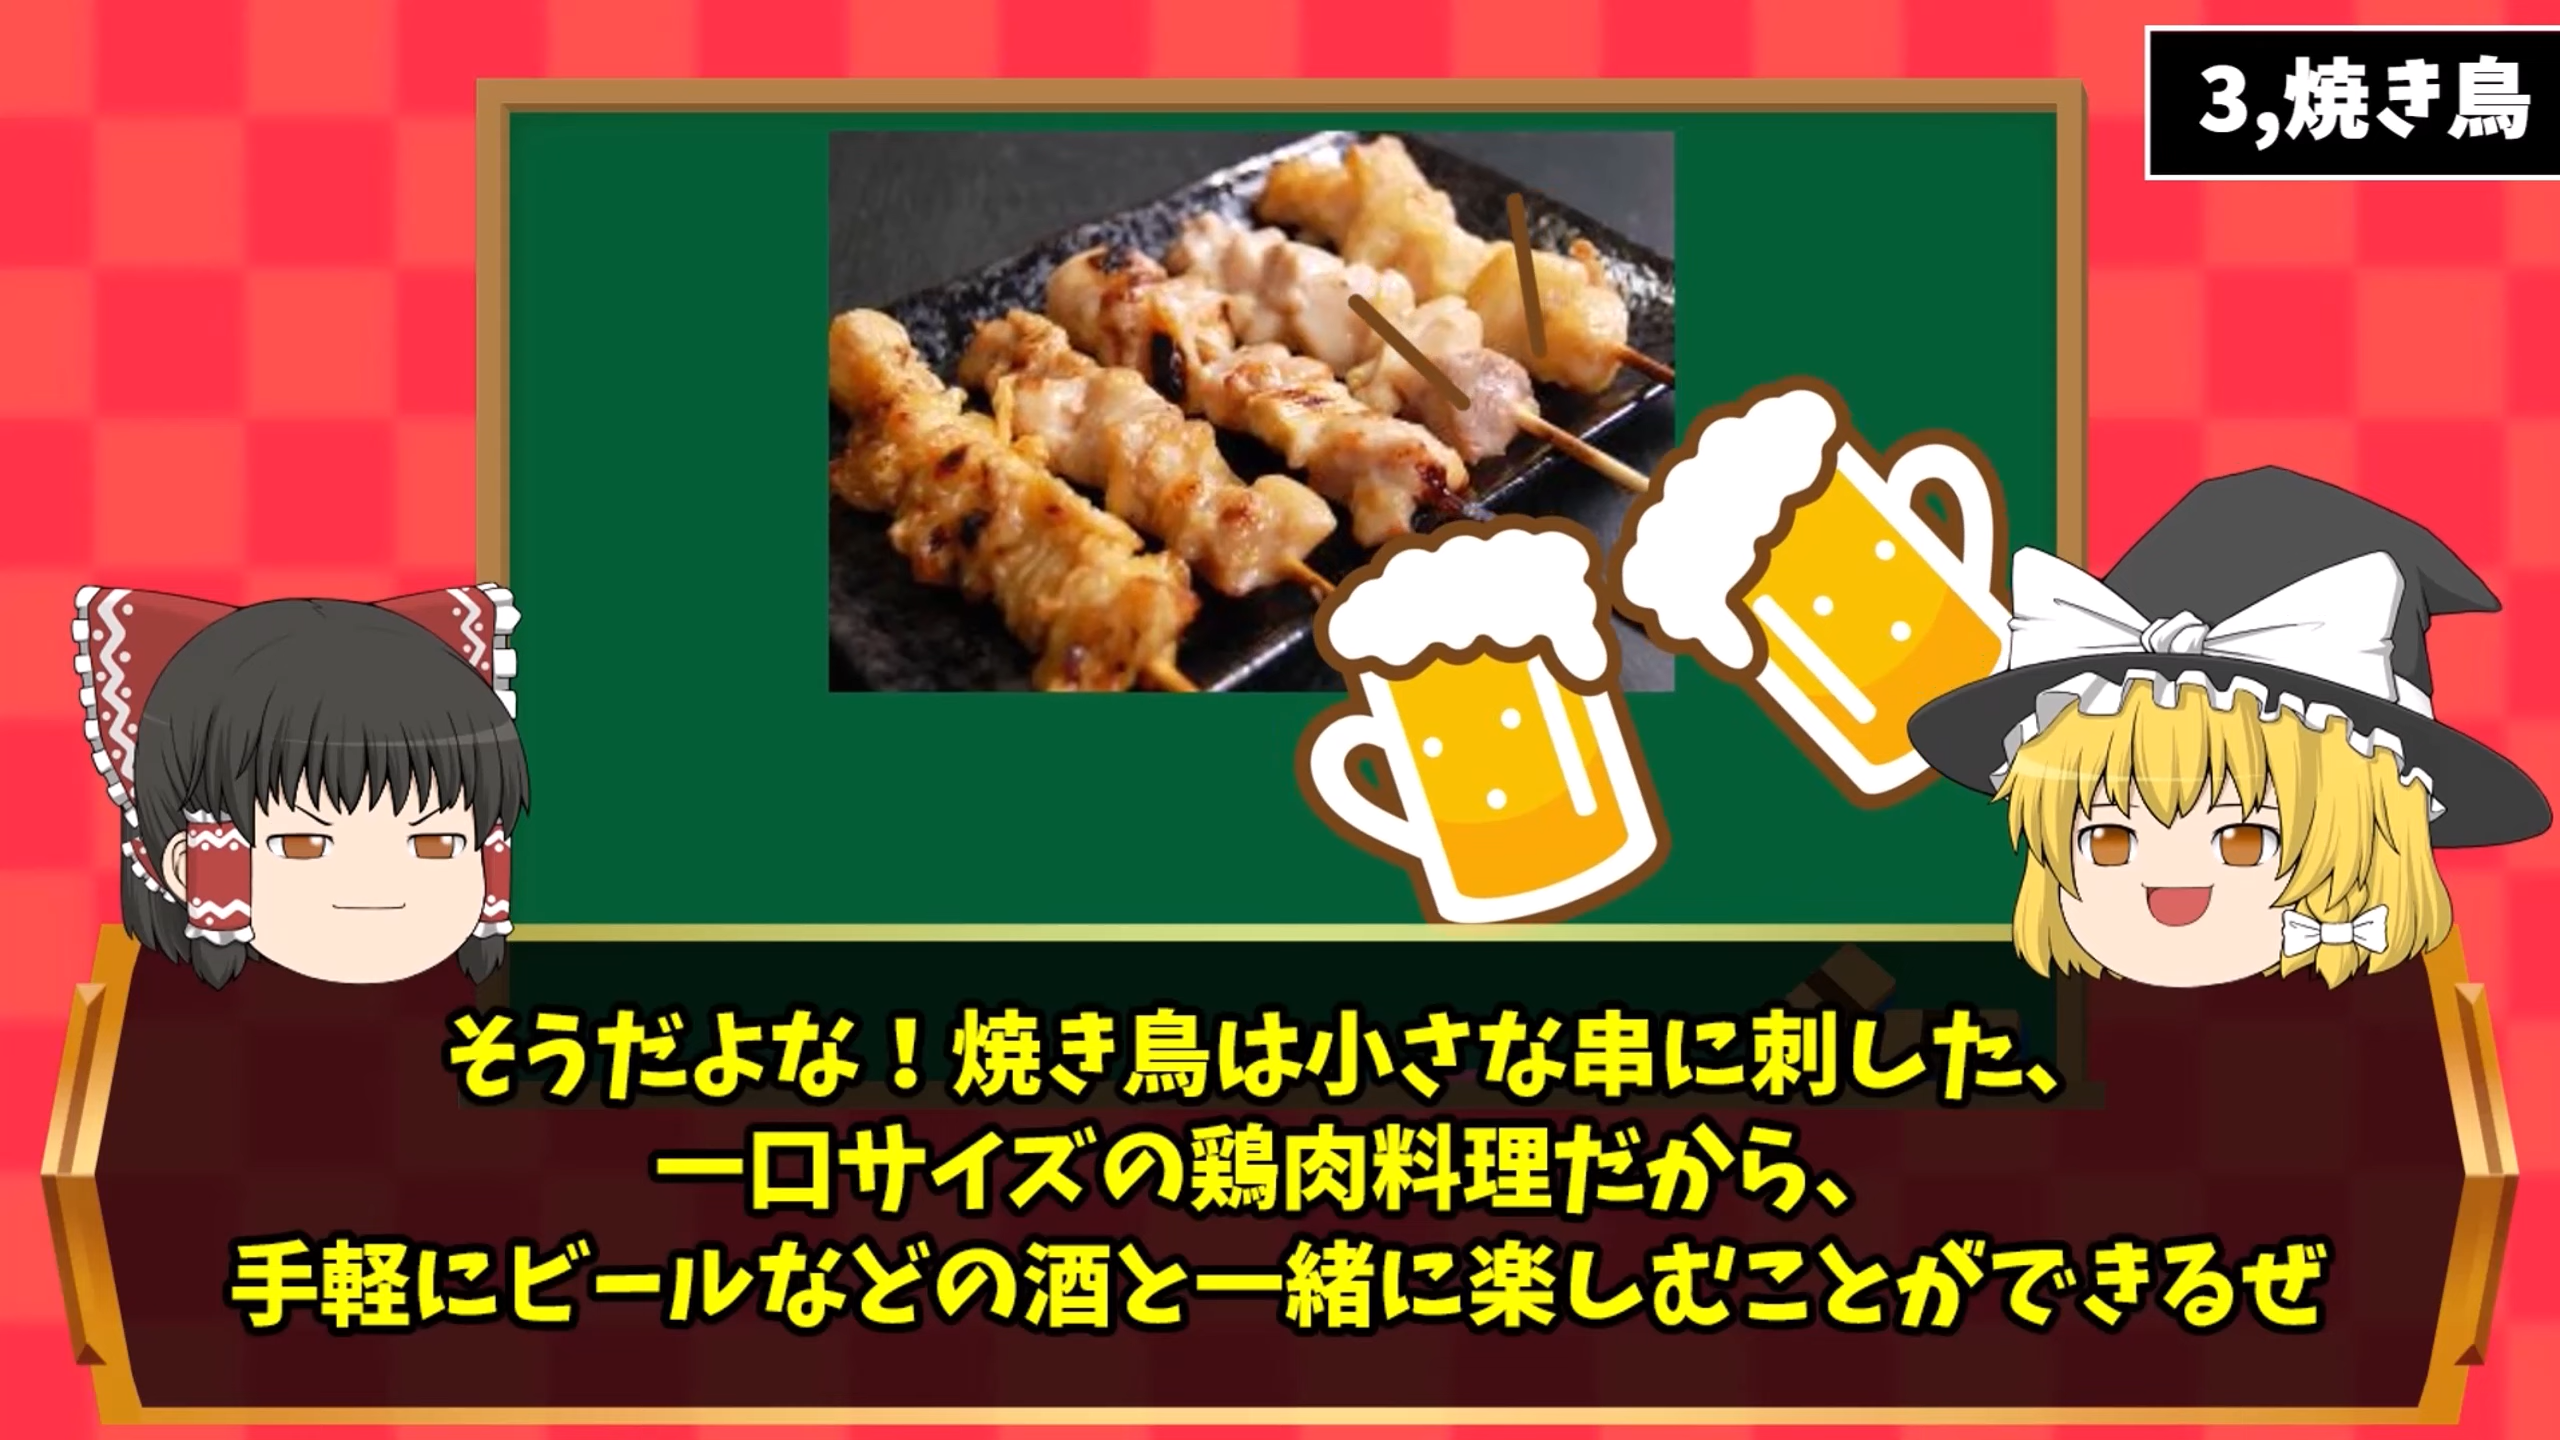 3,焼き鳥
そうだよな！焼き鳥は小さな串に刺した、
一口サイズの鶏肉料理だから、
手軽にビールなどの酒と一緒に楽しむことができるぜ